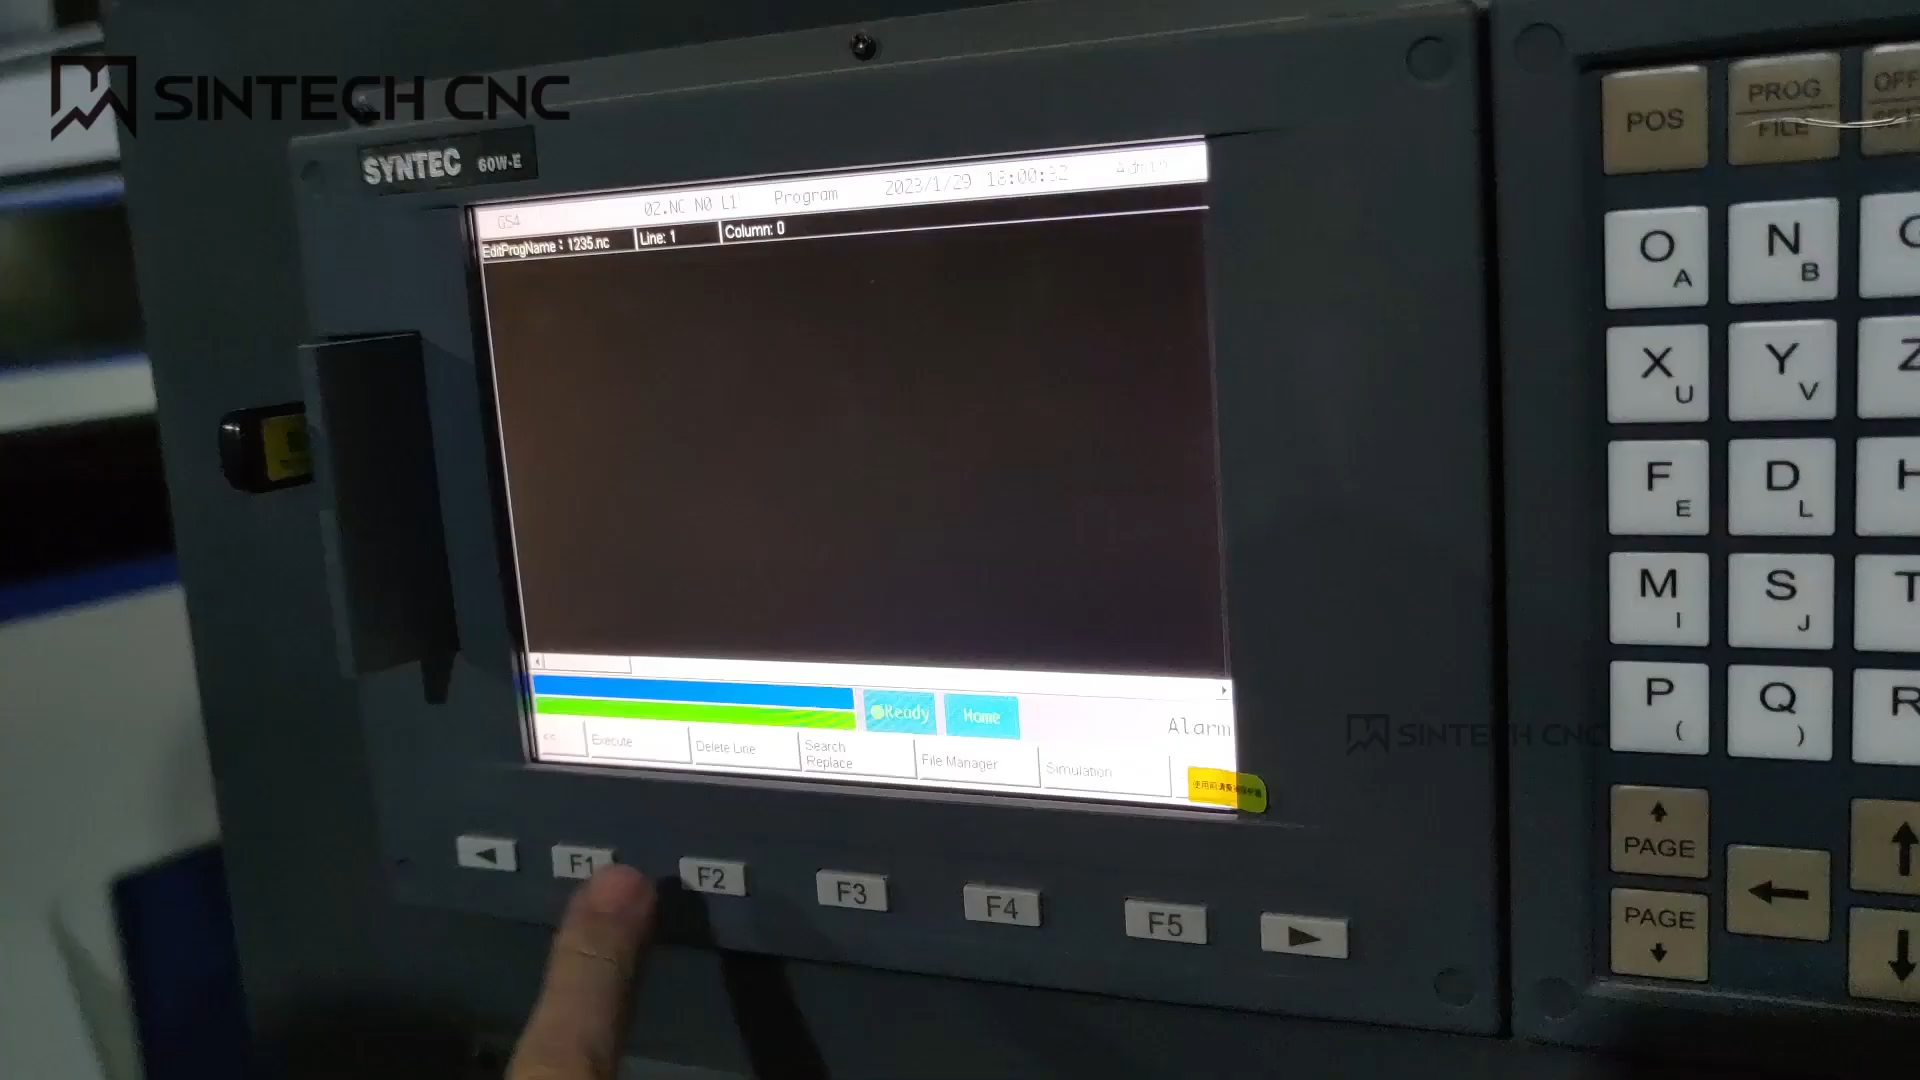 SINTECH CNC
SYNTEC 60W-E
G54 02.NC N0 L1 Program 2023/1/29 18:00:32 Admin
EditProgName : 1235.nc Line: 1 Column: 0
Ready Home
Alarm
<< Execute Delete Line Search Replace File Manager Simulation
F1 F2 F3 F4 F5
POS PROG FILE
O A N B
X U Y V Z
F E D L H
M I S J T
P ( Q ) R
PAGE
PAGE
SINTECH CNC